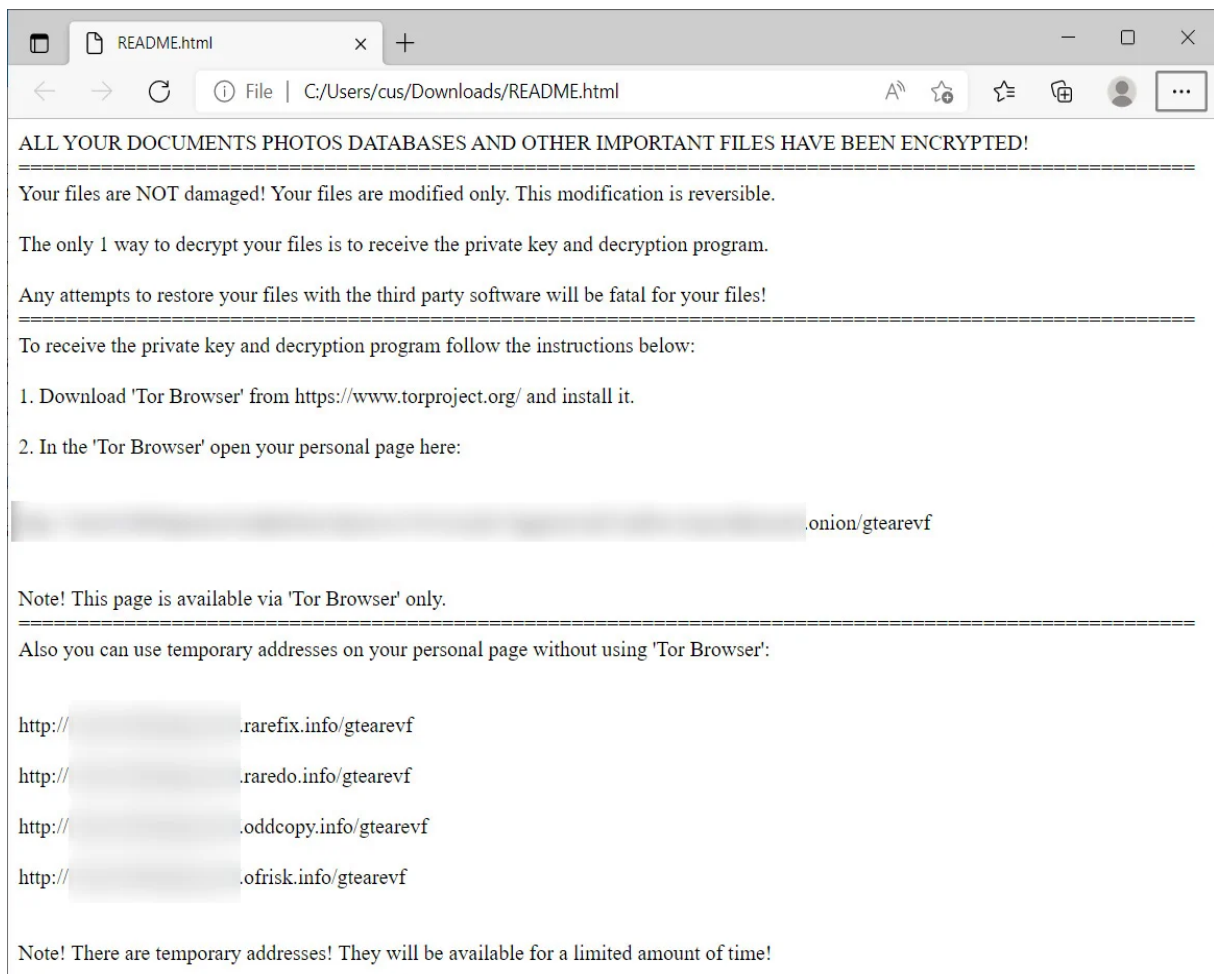 README.html
File | C:/Users/cus/Downloads/README.html
ALL YOUR DOCUMENTS PHOTOS DATABASES AND OTHER IMPORTANT FILES HAVE BEEN ENCRYPTED!
====================================================================================================
Your files are NOT damaged! Your files are modified only. This modification is reversible.
The only 1 way to decrypt your files is to receive the private key and decryption program.
Any attempts to restore your files with the third party software will be fatal for your files!
====================================================================================================
To receive the private key and decryption program follow the instructions below:
1. Download 'Tor Browser' from https://www.torproject.org/ and install it.
2. In the 'Tor Browser' open your personal page here:
.onion/gtearevf
Note! This page is available via 'Tor Browser' only.
====================================================================================================
Also you can use temporary addresses on your personal page without using 'Tor Browser':
http:// .rarefix.info/gtearevf
http:// .raredo.info/gtearevf
http:// .oddcopy.info/gtearevf
http:// .ofrisk.info/gtearevf
Note! There are temporary addresses! They will be available for a limited amount of time!